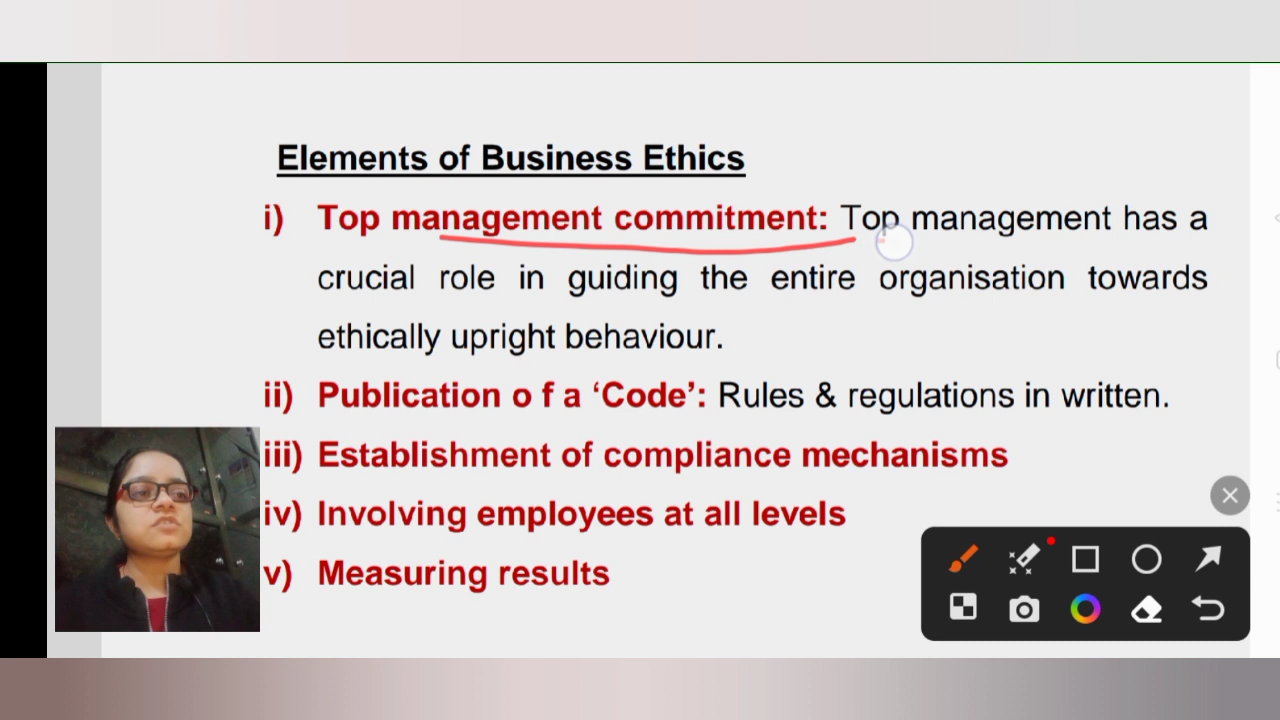 Elements of Business Ethics
i) Top management commitment: Top management has a
crucial role in guiding the entire organisation towards
ethically upright behaviour.
ii) Publication o f a ‘Code’: Rules & regulations in written.
iii) Establishment of compliance mechanisms
iv) Involving employees at all levels
v) Measuring results